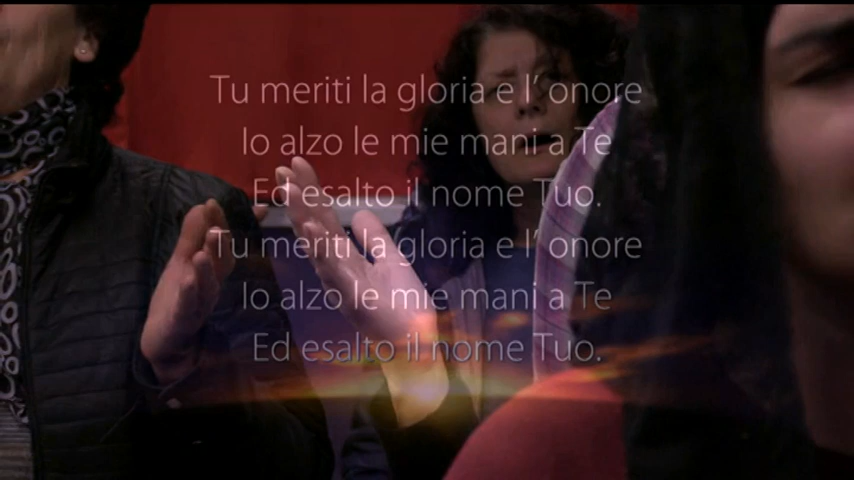 Tu meriti la gloria e l´onore
Io alzo le mie mani a Te
Ed esalto il nome Tuo.
Tu meriti la gloria e l´onore
Io alzo le mie mani a Te
Ed esalto il nome Tuo.